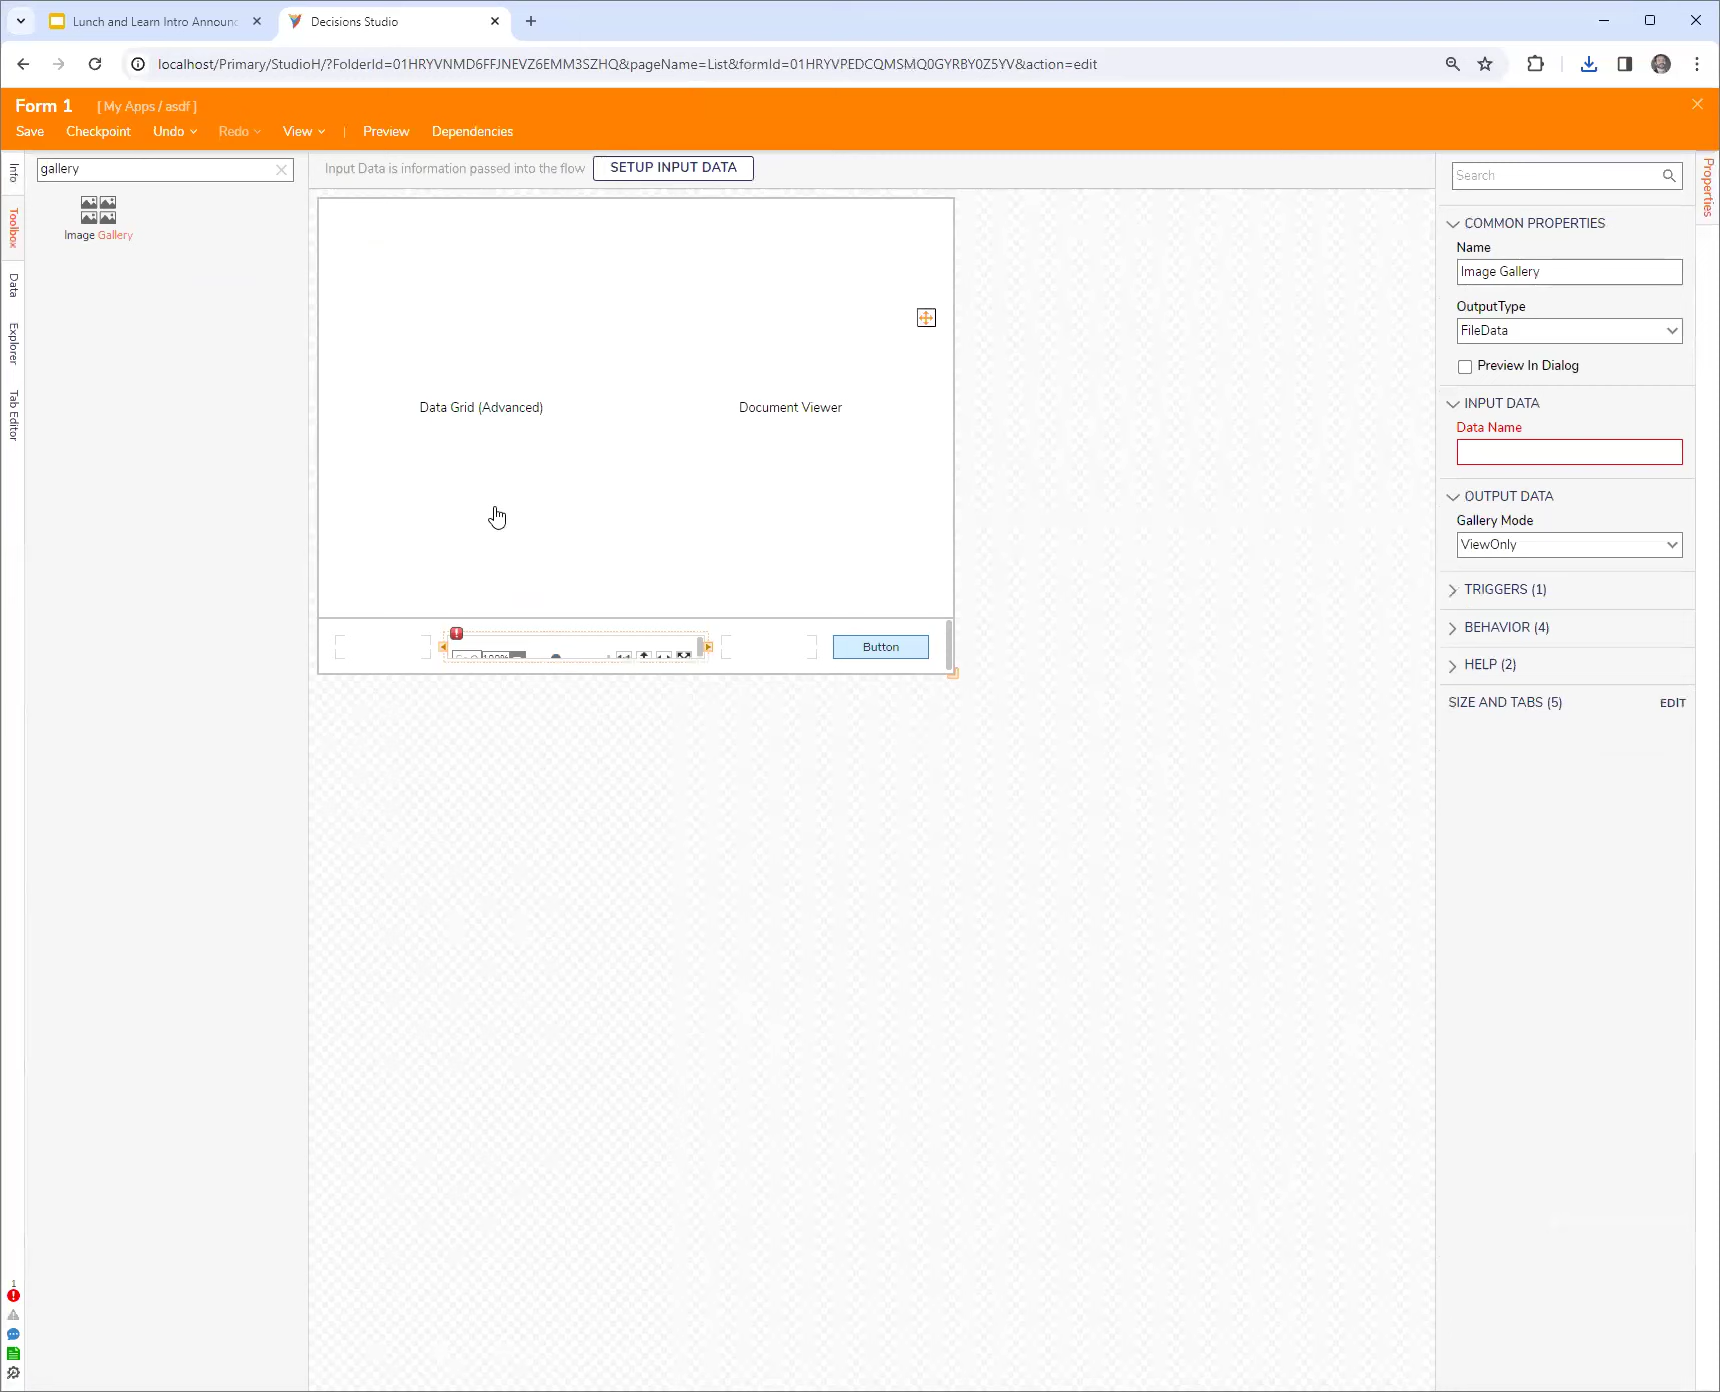 Lunch and Learn Intro Announc
Decisions Studio
localhost/Primary/StudioH/?FolderId=01HRYVNMD6FFJNEVZ6EMM3SZHQ&pageName=List&formId=01HRYVPEDCQMSMQ0GYRBY0Z5YV&action=edit
Form 1 [ My Apps / asdf ]
Save Checkpoint Undo Redo View | Preview Dependencies
Info
Toolbox
Data
Explorer
Tab Editor
gallery
Image Gallery
Input Data is information passed into the flow SETUP INPUT DATA
Data Grid (Advanced) Document Viewer
Button
Properties
Search
COMMON PROPERTIES
Name
Image Gallery
OutputType
FileData
Preview In Dialog
INPUT DATA
Data Name
OUTPUT DATA
Gallery Mode
ViewOnly
TRIGGERS (1)
BEHAVIOR (4)
HELP (2)
SIZE AND TABS (5) EDIT
1